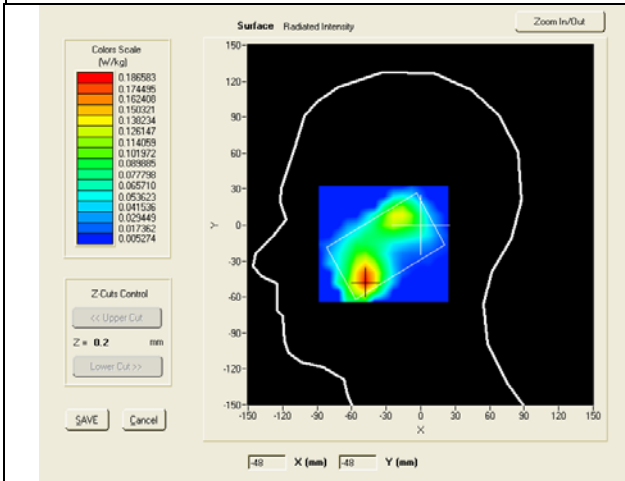 Surface Radiated Intensity
Zoom In/Out
Colors Scale
(W/kg)
0.186583
0.174495
0.162408
0.150321
0.138234
0.126147
0.114059
0.101972
0.089885
0.077798
0.065710
0.053623
0.041536
0.029449
0.017362
0.005274
150
120
90
60
30
0
-30
-60
-90
-120
-150
Y
-150 -120 -90 -60 -30 0 30 60 90 120 150
X
Z-Cuts Control
<< Upper Cut
Z = 0.2 mm
Lower Cut >>
SAVE Cancel
-48 X (mm) -48 Y (mm)